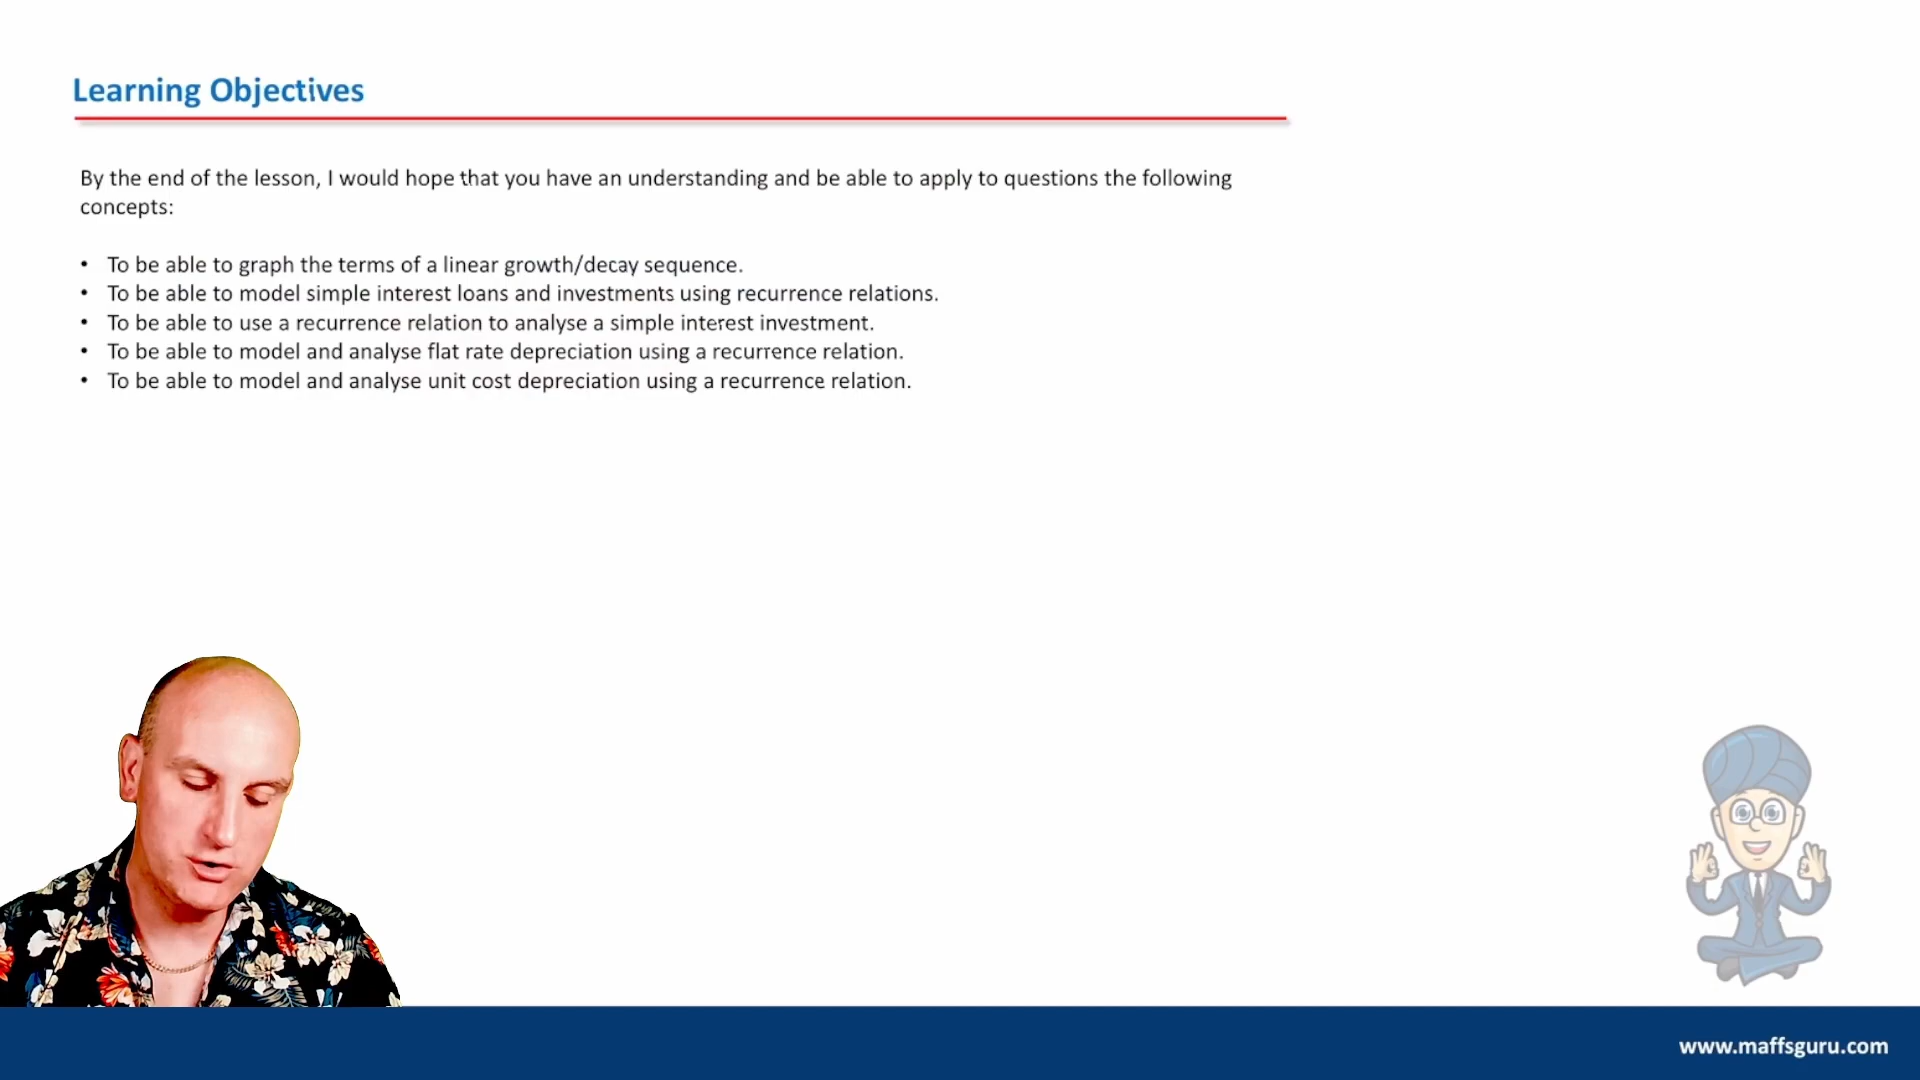 Learning Objectives
By the end of the lesson, I would hope that you have an understanding and be able to apply to questions the following
concepts:
• To be able to graph the terms of a linear growth/decay sequence.
• To be able to model simple interest loans and investments using recurrence relations.
• To be able to use a recurrence relation to analyse a simple interest investment.
• To be able to model and analyse flat rate depreciation using a recurrence relation.
• To be able to model and analyse unit cost depreciation using a recurrence relation.
www.maffsguru.com